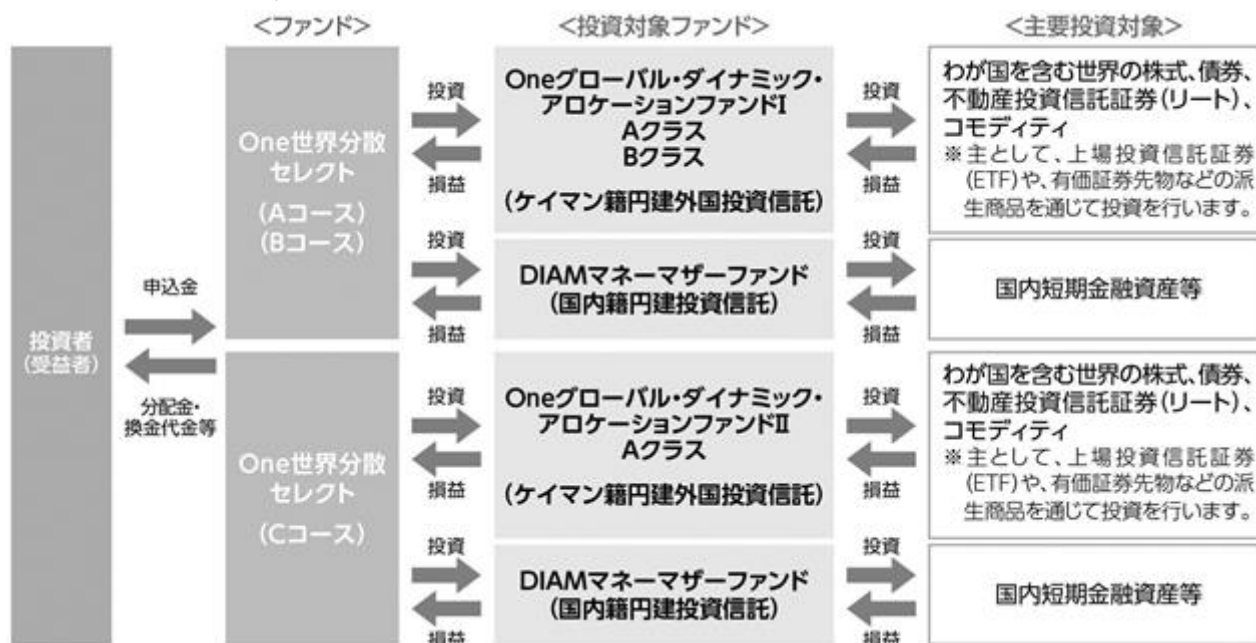 <ファンド>
<投資対象ファンド>
<主要投資対象>
投資者
(受益者)
申込金
分配金・
換金代金等
One世界分散
セレクト
(Aコース)
(Bコース)
投資
損益
Oneグローバル・ダイナミック・
アロケーションファンドⅠ
Aクラス
Bクラス
(ケイマン籍円建外国投資信託)
投資
損益
わが国を含む世界の株式、債券、
不動産投資信託証券(リート)、
コモディティ
※主として、上場投資信託証券
(ETF)や、有価証券先物などの派
生商品を通じて投資を行います。
投資
損益
DIAMマネーマザーファンド
(国内籍円建投資信託)
投資
損益
国内短期金融資産等
One世界分散
セレクト
(Cコース)
投資
損益
Oneグローバル・ダイナミック・
アロケーションファンドⅡ
Aクラス
(ケイマン籍円建外国投資信託)
投資
損益
わが国を含む世界の株式、債券、
不動産投資信託証券(リート)、
コモディティ
※主として、上場投資信託証券
(ETF)や、有価証券先物などの派
生商品を通じて投資を行います。
投資
損益
DIAMマネーマザーファンド
(国内籍円建投資信託)
投資
損益
国内短期金融資産等